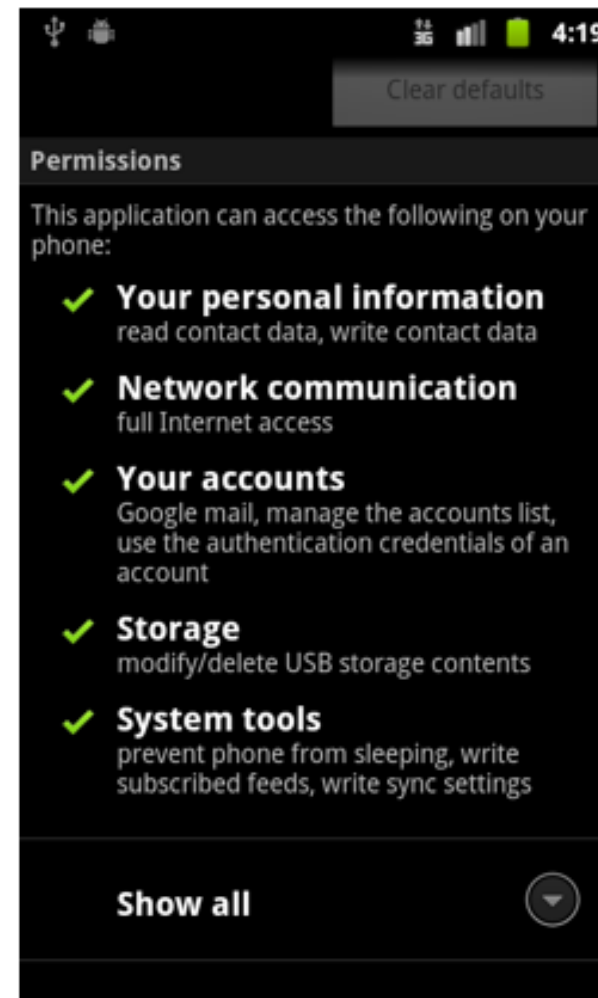 3G 4:19
Clear defaults
Permissions
This application can access the following on your
phone:
Your personal information
read contact data, write contact data
Network communication
full Internet access
Your accounts
Google mail, manage the accounts list,
use the authentication credentials of an
account
Storage
modify/delete USB storage contents
System tools
prevent phone from sleeping, write
subscribed feeds, write sync settings
Show all